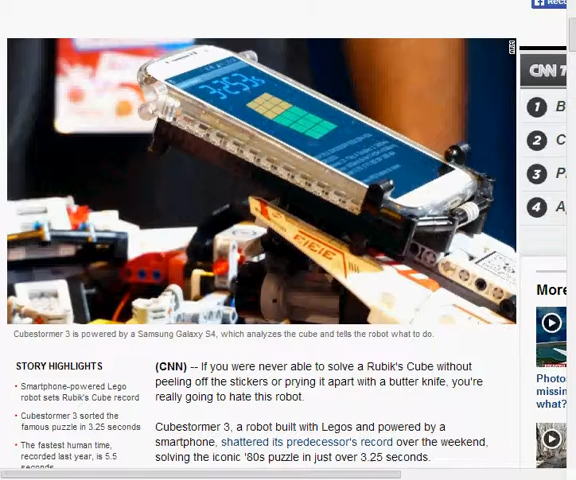 3.253s
CNN T
1 B
2 C
3 P
4 A
Cubestormer 3 is powered by a Samsung Galaxy S4, which analyzes the cube and tells the robot what to do.
More
STORY HIGHLIGHTS
Smartphone-powered Lego
robot sets Rubik's Cube record
Cubestormer 3 sorted the
famous puzzle in 3.25 seconds
The fastest human time,
recorded last year, is 5.5
seconds
(CNN) -- If you were never able to solve a Rubik's Cube without
peeling off the stickers or prying it apart with a butter knife, you're
really going to hate this robot.
Cubestormer 3, a robot built with Legos and powered by a
smartphone, shattered its predecessor's record over the weekend,
solving the iconic '80s puzzle in just over 3.25 seconds.
Photos
missin
what?